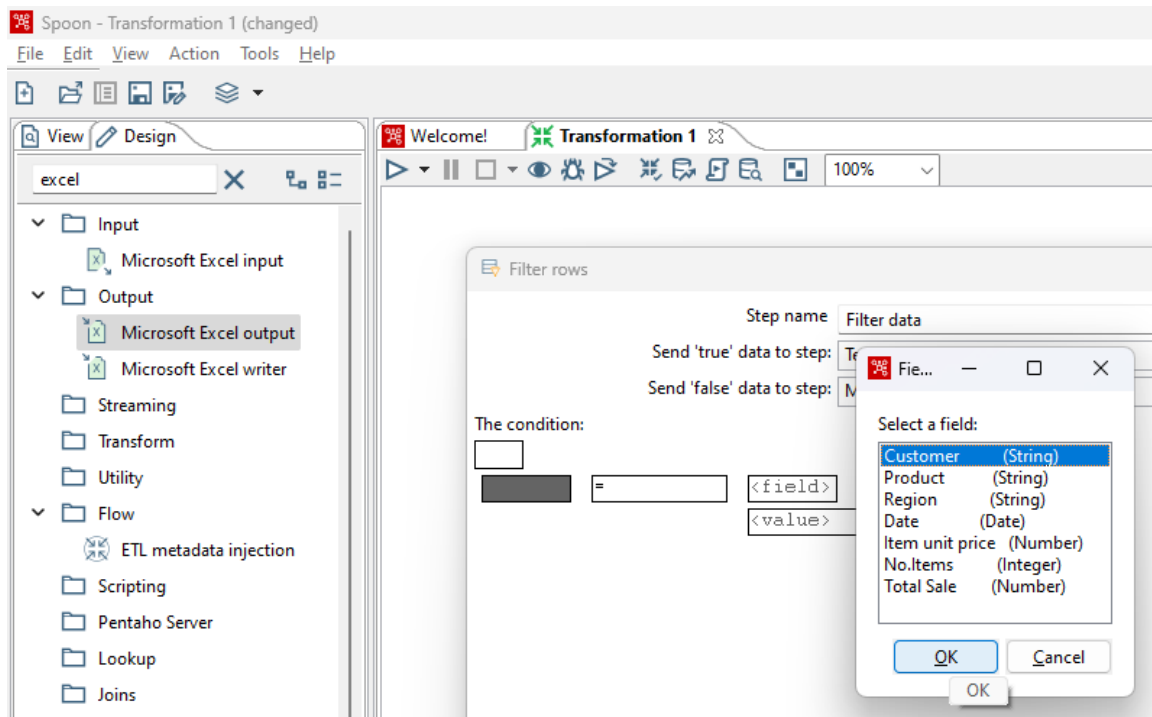 Spoon - Transformation 1 (changed)
File Edit View Action Tools Help
View Design
Welcome! Transformation 1
excel
100%
Input
Microsoft Excel input
Output
Microsoft Excel output
Microsoft Excel writer
Streaming
Transform
Utility
Flow
ETL metadata injection
Scripting
Pentaho Server
Lookup
Joins
Filter rows
Step name Filter data
Send 'true' data to step: Te
Send 'false' data to step: M
The condition:
= <field>
<value>
Fie...
Select a field:
Customer (String)
Product (String)
Region (String)
Date (Date)
Item unit price (Number)
No.Items (Integer)
Total Sale (Number)
OK Cancel
OK